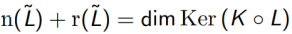 n(L̃) + r(L̃) = dim Ker (K ∘ L)